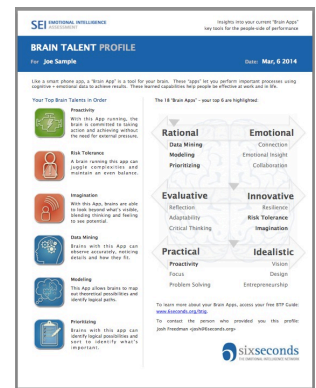 SEI EMOTIONAL INTELLIGENCE
ASSESSMENT
Insights into your current "Brain Apps"
key tools for the people-side of performance
BRAIN TALENT PROFILE
For Joe Sample
Date: Mar, 6 2014
Like a smart phone app, a "Brain App" is a tool for your brain. These "apps" let you perform important processes using
cognitive + emotional data to achieve results. These learned capabilities help people be effective at work and in life.
Your Top Brain Talents in Order
Proactivity
With this App running, the
brain is committed to taking
action and achieving without
the need for external pressure.
Risk Tolerance
A brain running this app can
juggle complexities and
maintain an even balance.
Imagination
With this App, brains are able
to look beyond what's visible,
blending thinking and feeling
to see potential.
Data Mining
Brains with this App can
observe accurately, noticing
details and how they fit.
Modeling
This App allows brains to map
out theoretical possibilities and
identify logical paths.
Prioritizing
Brains with this app can
identify logical possibilities and
sort to identify what's
important.
The 18 "Brain Apps" - your top 6 are highlighted.
Rational Emotional
Data Mining Connection
Modeling Emotional Insight
Prioritizing Collaboration
Evaluative Innovative
Reflection Resilience
Adaptability Risk Tolerance
Critical Thinking Imagination
Practical Idealistic
Proactivity Vision
Focus Design
Problem Solving Entrepreneurship
To learn more about your Brain Apps, access your free BTP Guide:
www.6seconds.org/btpg.
To contact the person who provided you this profile:
Josh Freedman <josh@6seconds.org>
sixseconds
THE EMOTIONAL INTELLIGENCE NETWORK